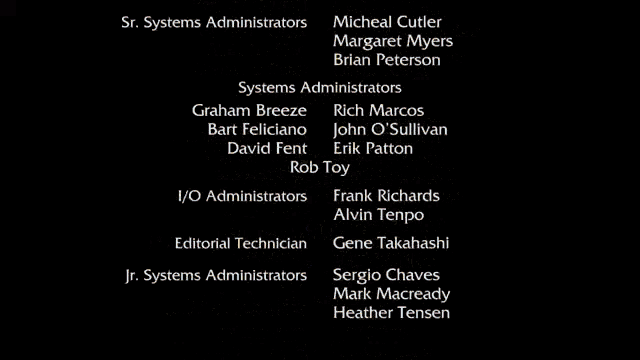 Sr. Systems Administrators Micheal Cutler
Margaret Myers
Brian Peterson
Systems Administrators
Graham Breeze Rich Marcos
Bart Feliciano John O'Sullivan
David Fent Erik Patton
Rob Toy
I/O Administrators Frank Richards
Alvin Tenpo
Editorial Technician Gene Takahashi
Jr. Systems Administrators Sergio Chaves
Mark Macready
Heather Tensen